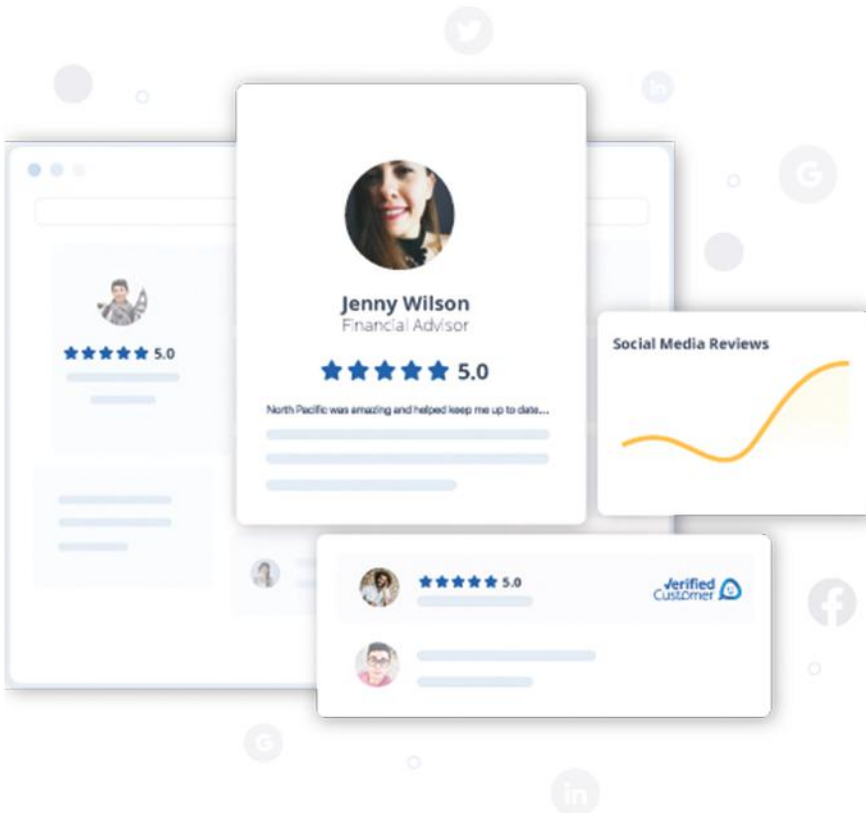 Jenny Wilson
Financial Advisor
5.0
North Pacific was amazing and helped keep me up to date...
5.0
Social Media Reviews
5.0
Verified
Customer